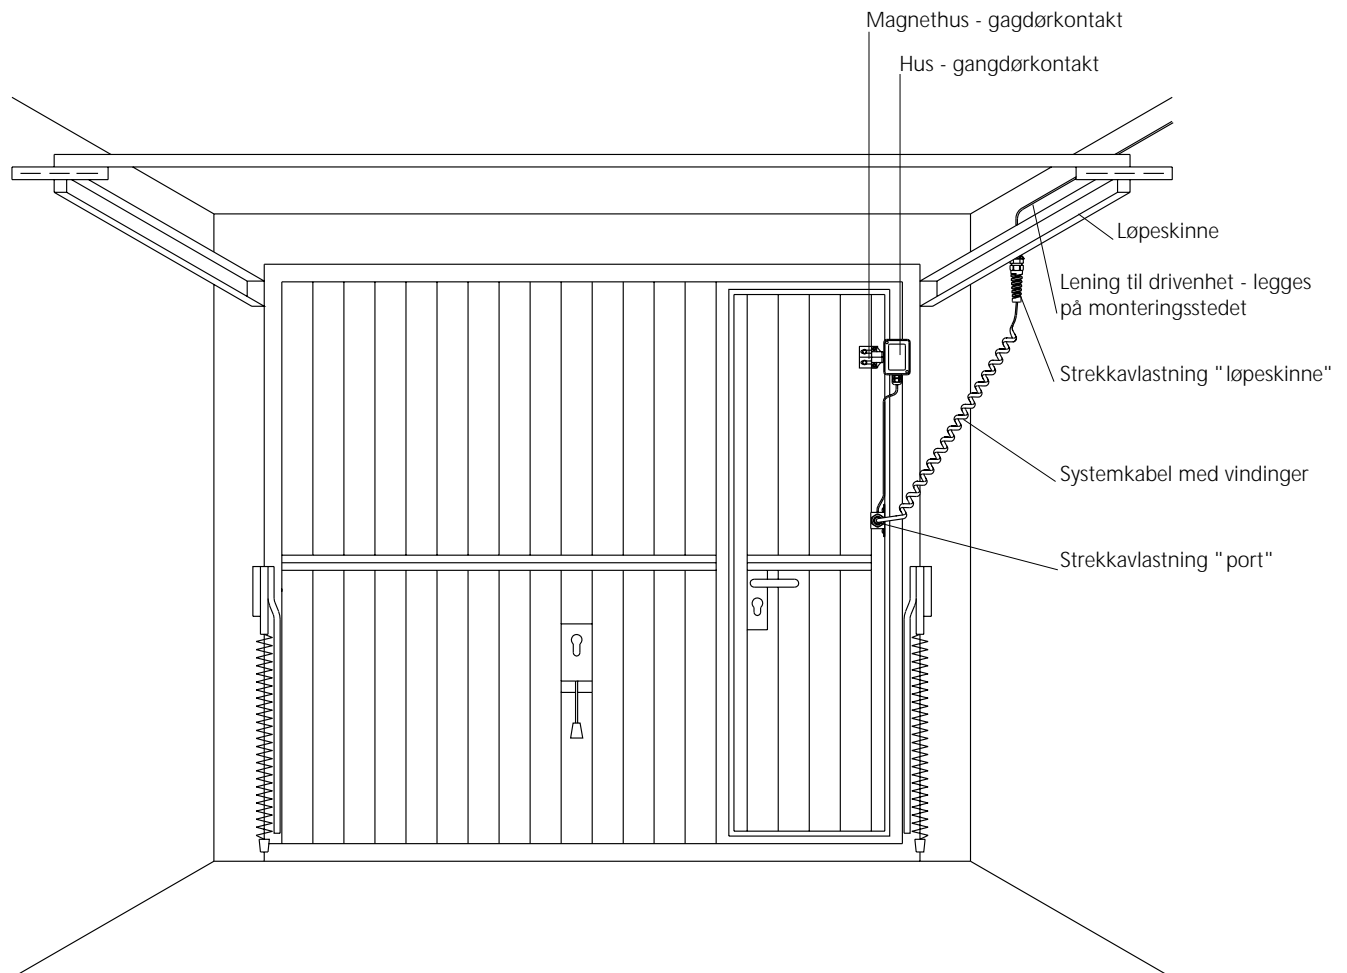 Magnethus - gagdørkontakt
Hus - gangdørkontakt
Løpeskinne
Lening til drivenhet - legges
på monteringsstedet
Strekkavlastning "løpeskinne"
Systemkabel med vindinger
Strekkavlastning "port"